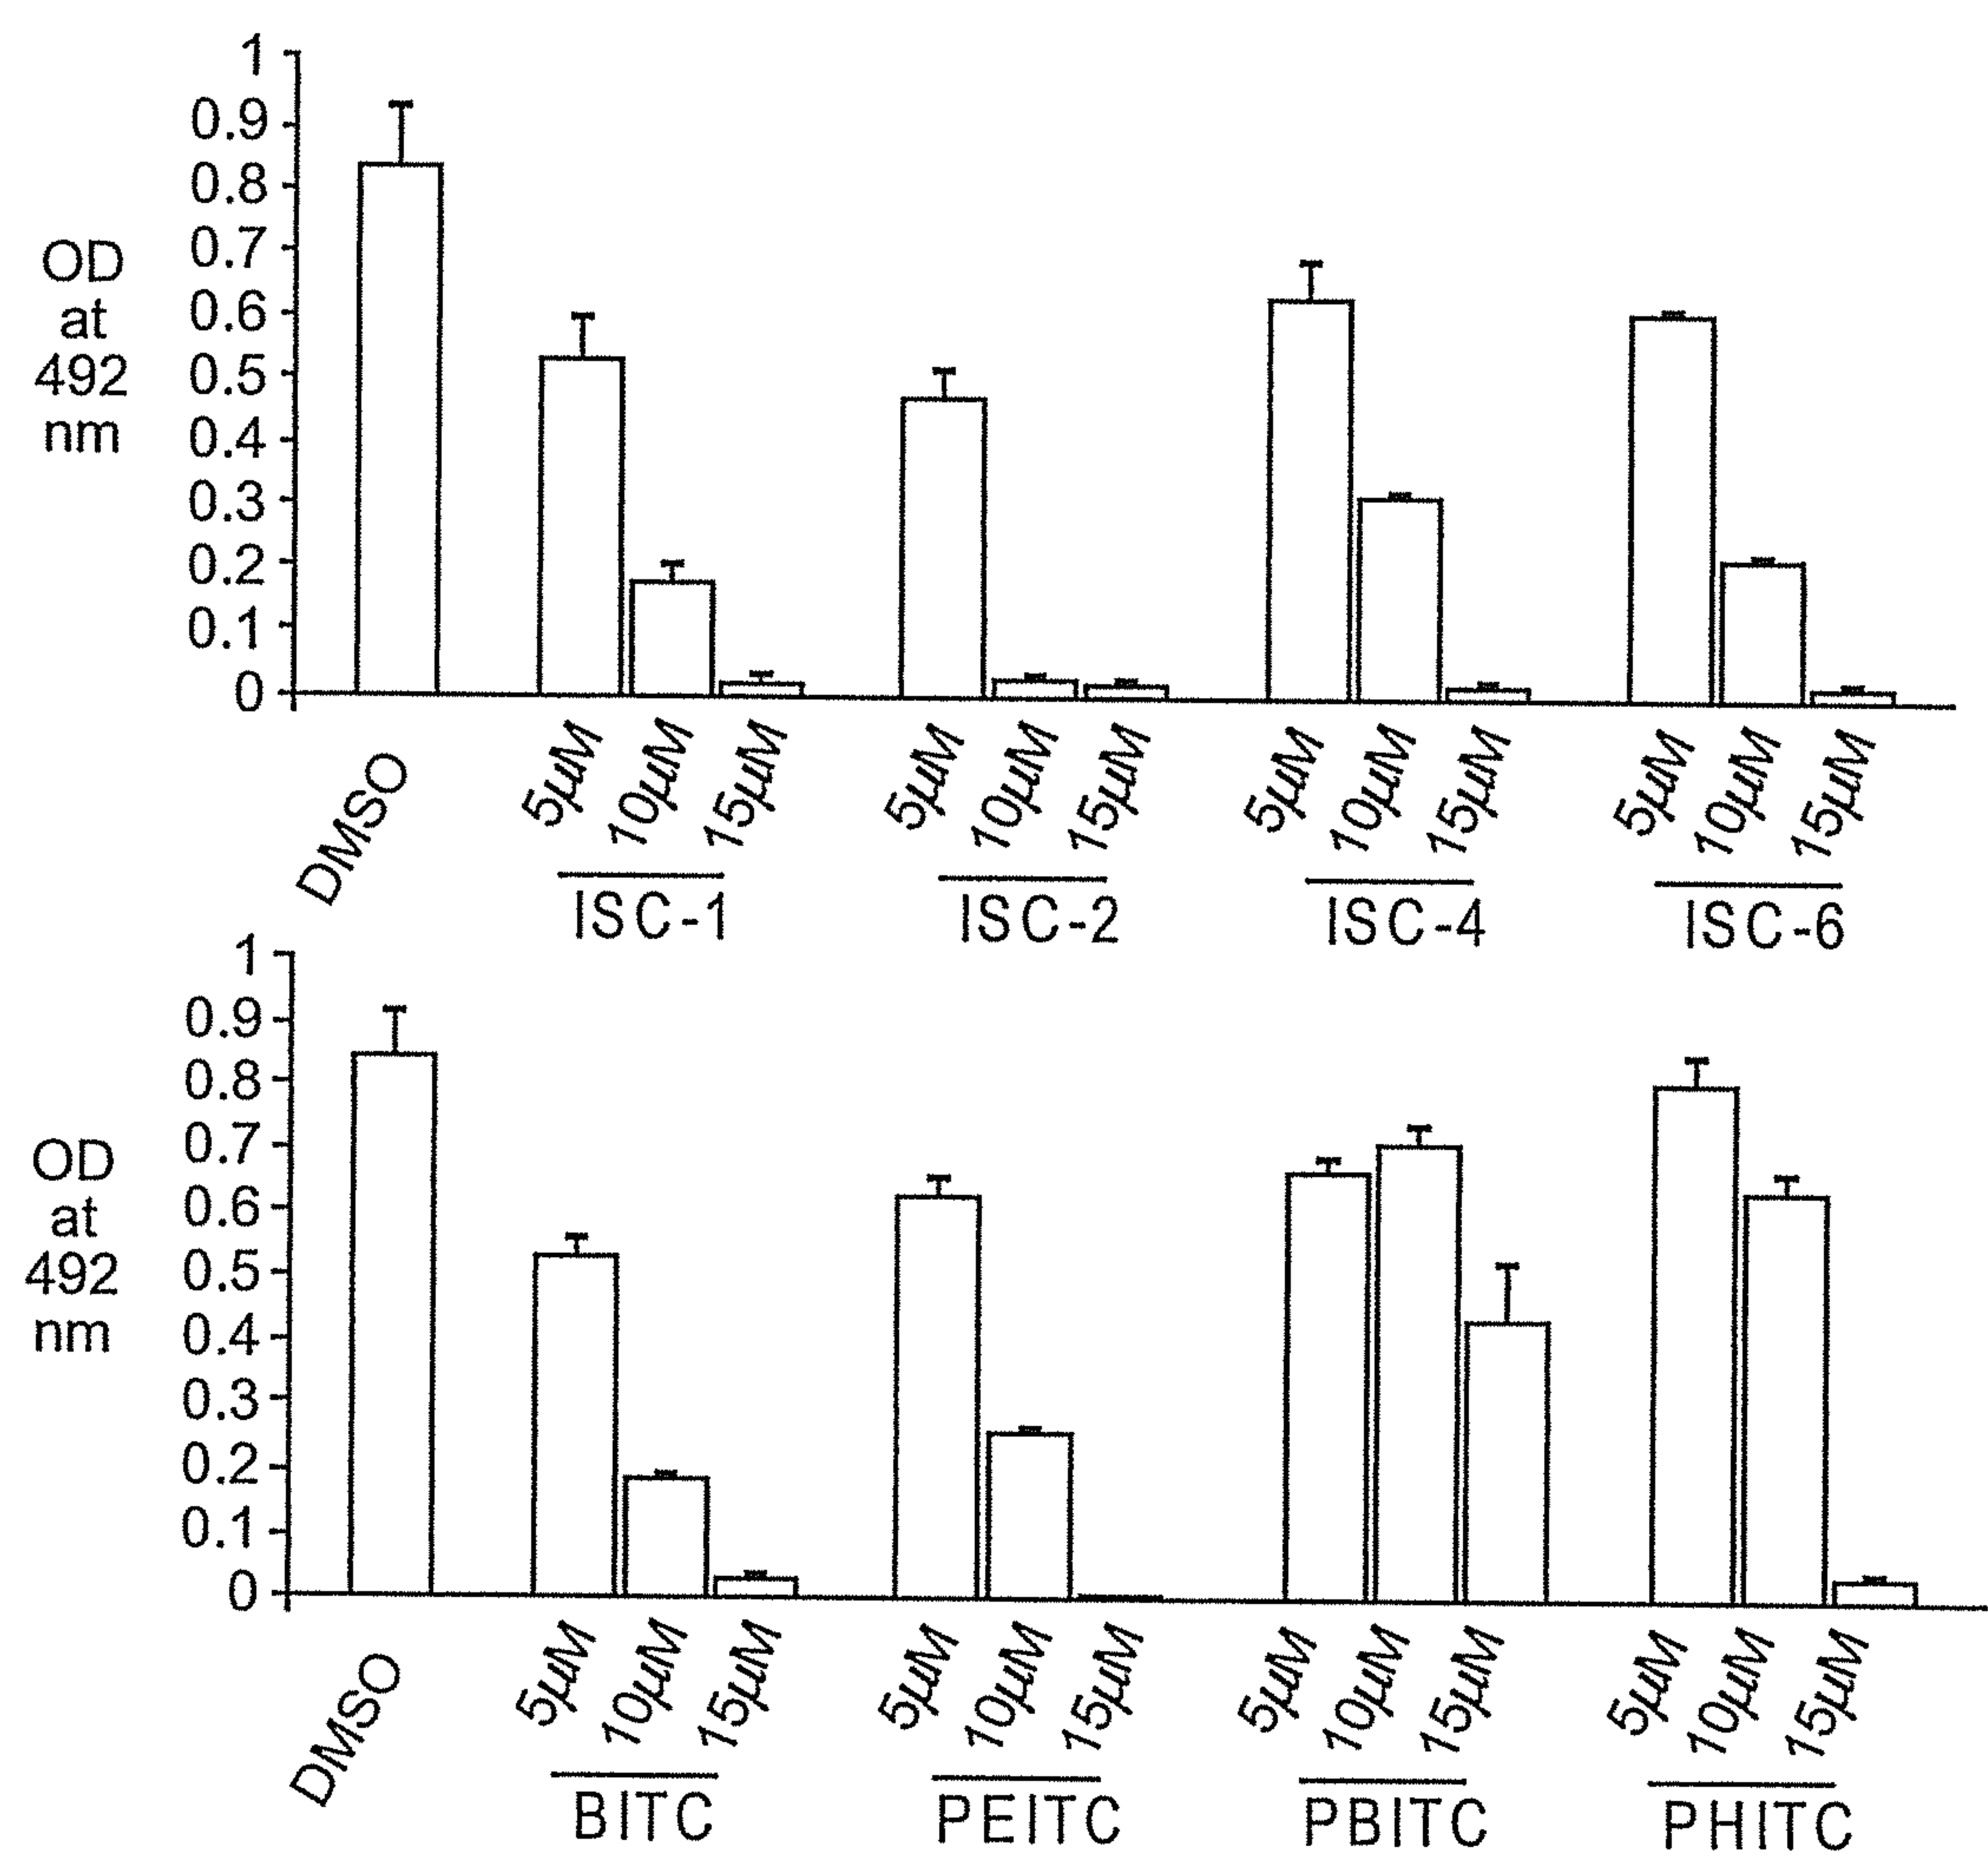 1
0.9
0.8
0.7
0.6
0.5
0.4
0.3
0.2
0.1
0
OD
at
492
nm
DMSO
5µM 10µM 15µM 5µM 10µM 15µM 5µM 10µM 15µM 5µM 10µM 15µM
ISC-1 ISC-2 ISC-4 ISC-6
1
0.9
0.8
0.7
0.6
0.5
0.4
0.3
0.2
0.1
0
OD
at
492
nm
DMSO
5µM 10µM 15µM 5µM 10µM 15µM 5µM 10µM 15µM 5µM 10µM 15µM
BITC PEITC PBITC PHITC